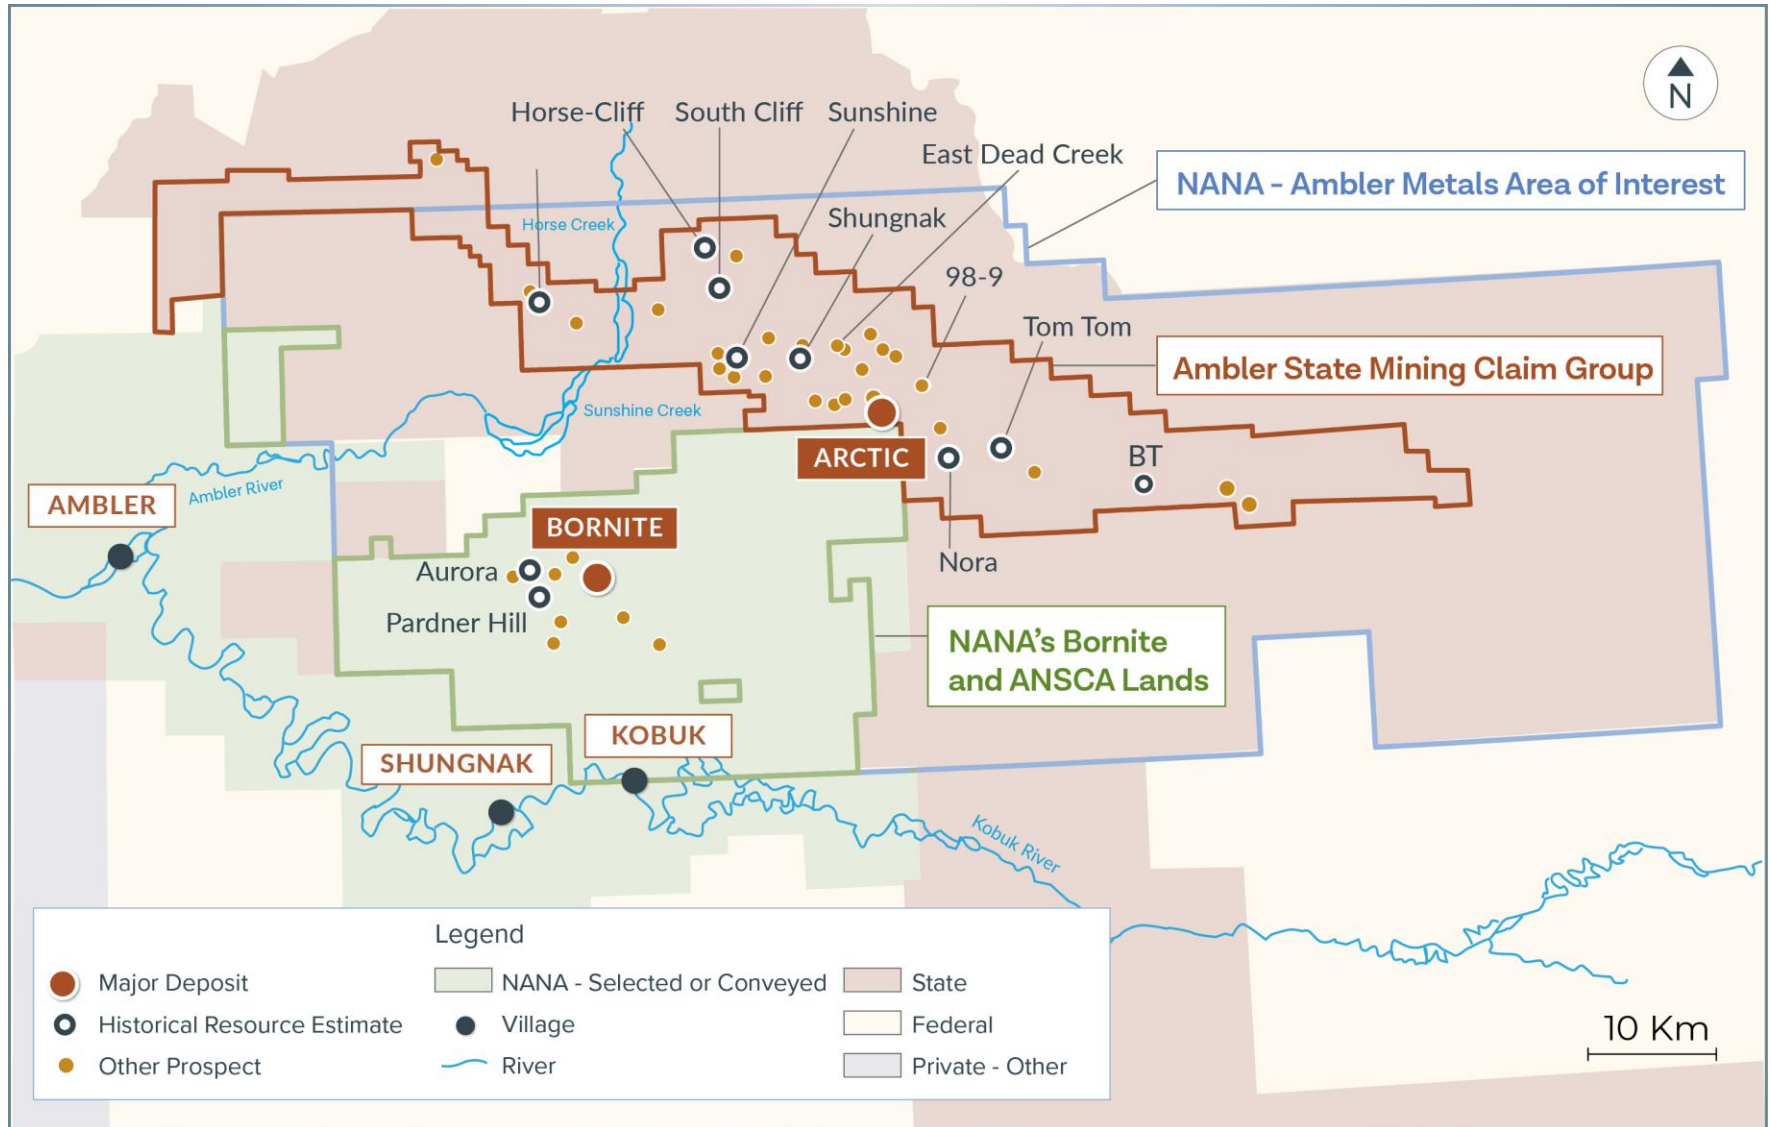 N
Horse-Cliff
South Cliff
Sunshine
East Dead Creek
NANA - Ambler Metals Area of Interest
Horse Creek
Shungnak
98-9
Tom Tom
Ambler State Mining Claim Group
Sunshine Creek
ARCTIC
BT
Ambler River
AMBLER
BORNITE
Nora
Aurora
Pardner Hill
NANA’s Bornite
and ANSCA Lands
KOBUK
SHUNGNAK
Kobuk River
Legend
Major Deposit
NANA - Selected or Conveyed
State
Historical Resource Estimate
Village
Federal
Other Prospect
River
Private - Other
10 Km